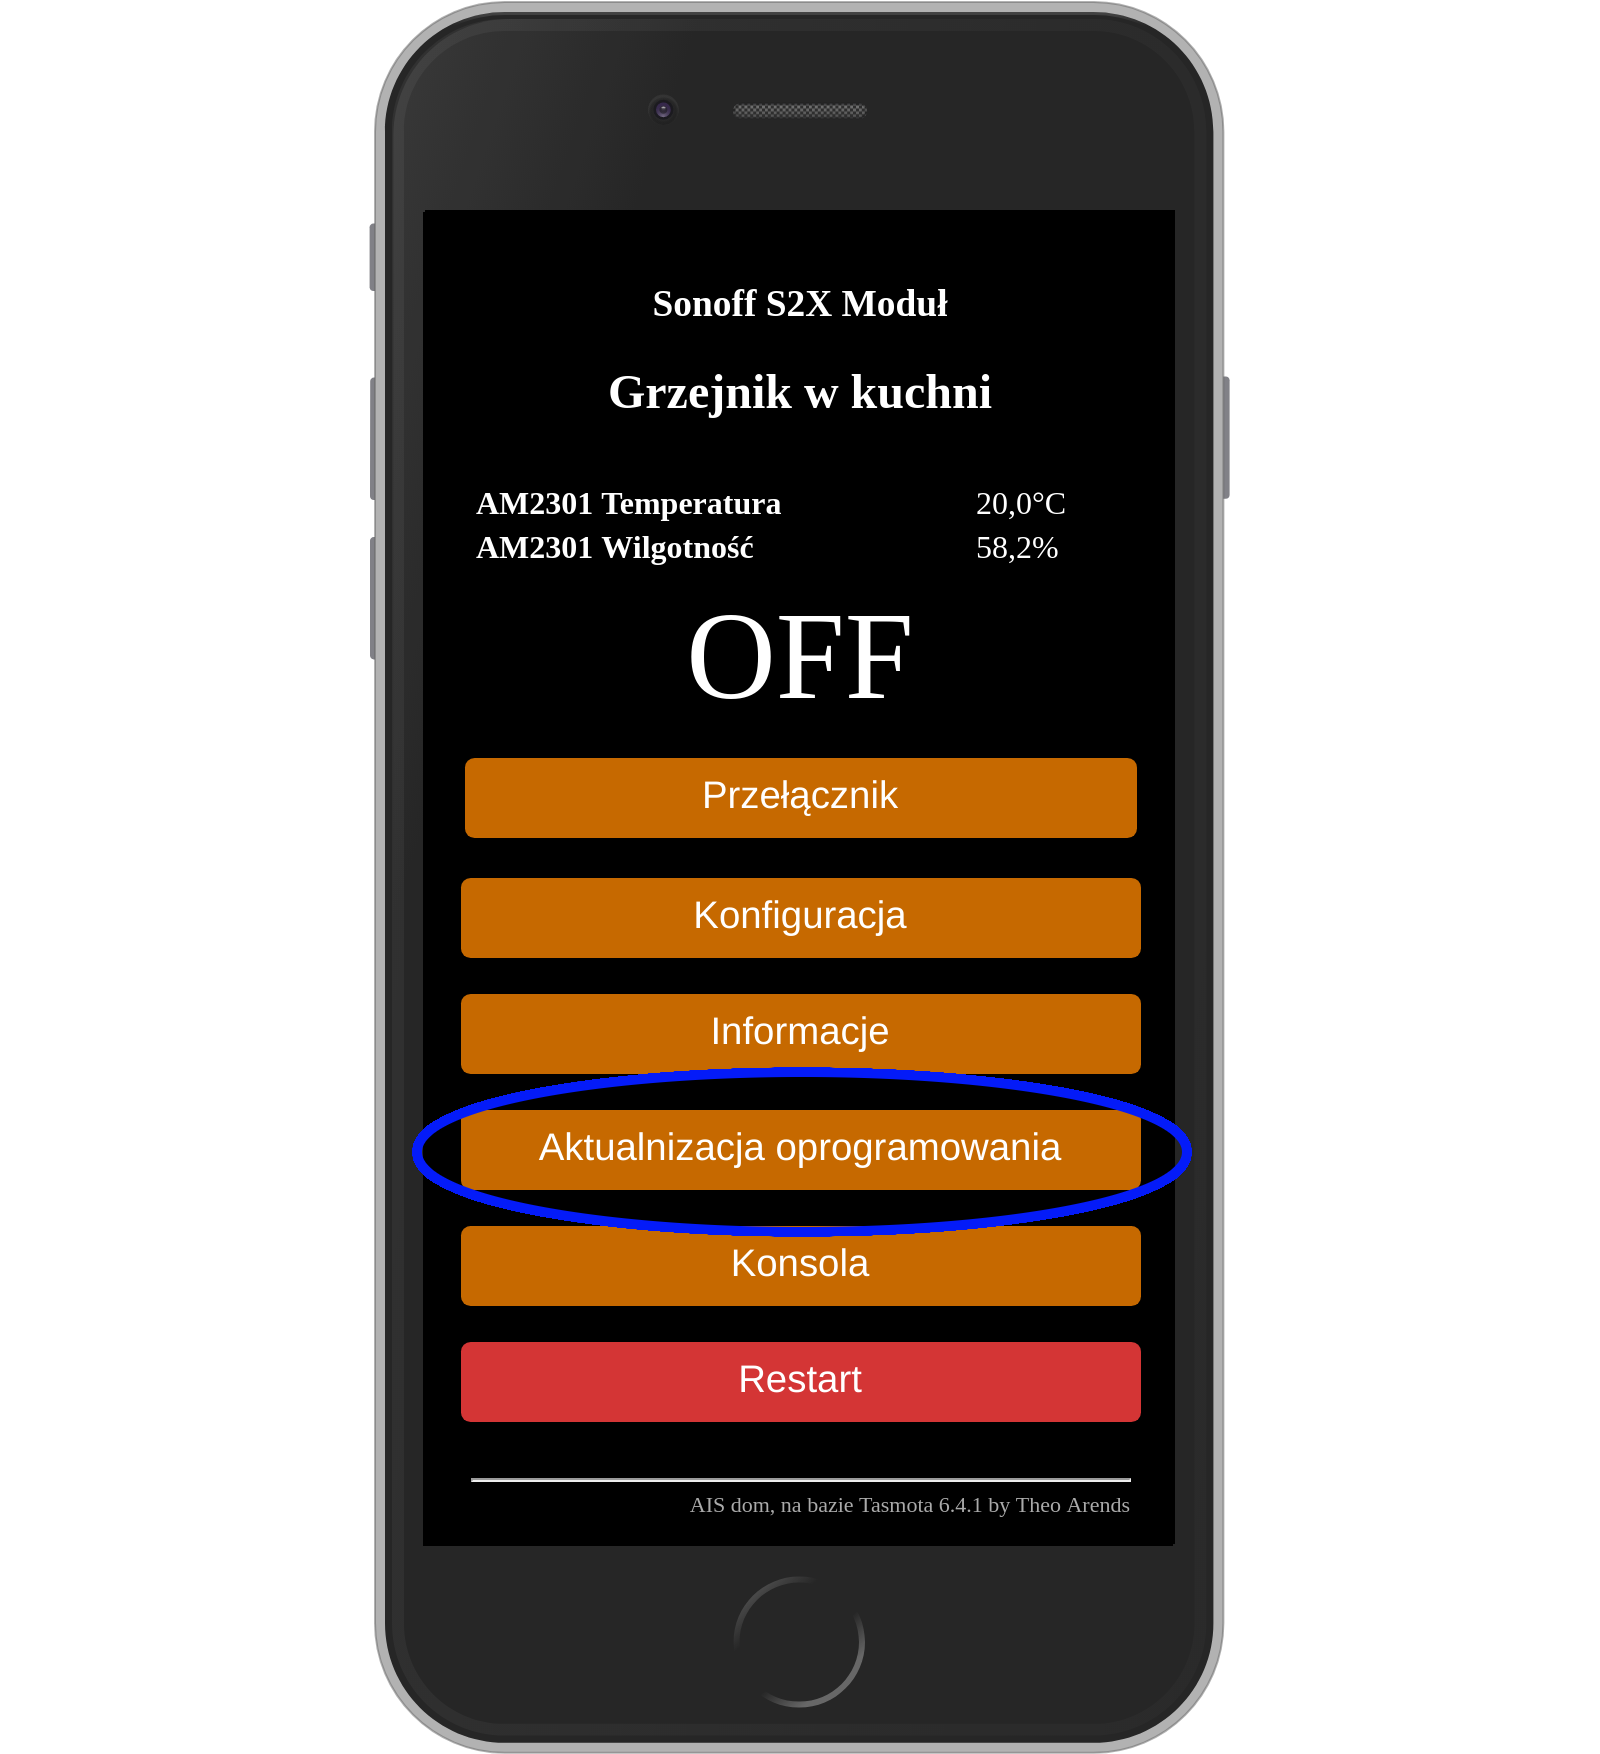 Sonoff S2X Moduł
Grzejnik w kuchni
AM2301 Temperatura 20,0°C
AM2301 Wilgotność 58,2%
OFF
Przełącznik
Konfiguracja
Informacje
Aktualnizacja oprogramowania
Konsola
Restart
AIS dom, na bazie Tasmota 6.4.1 by Theo Arends